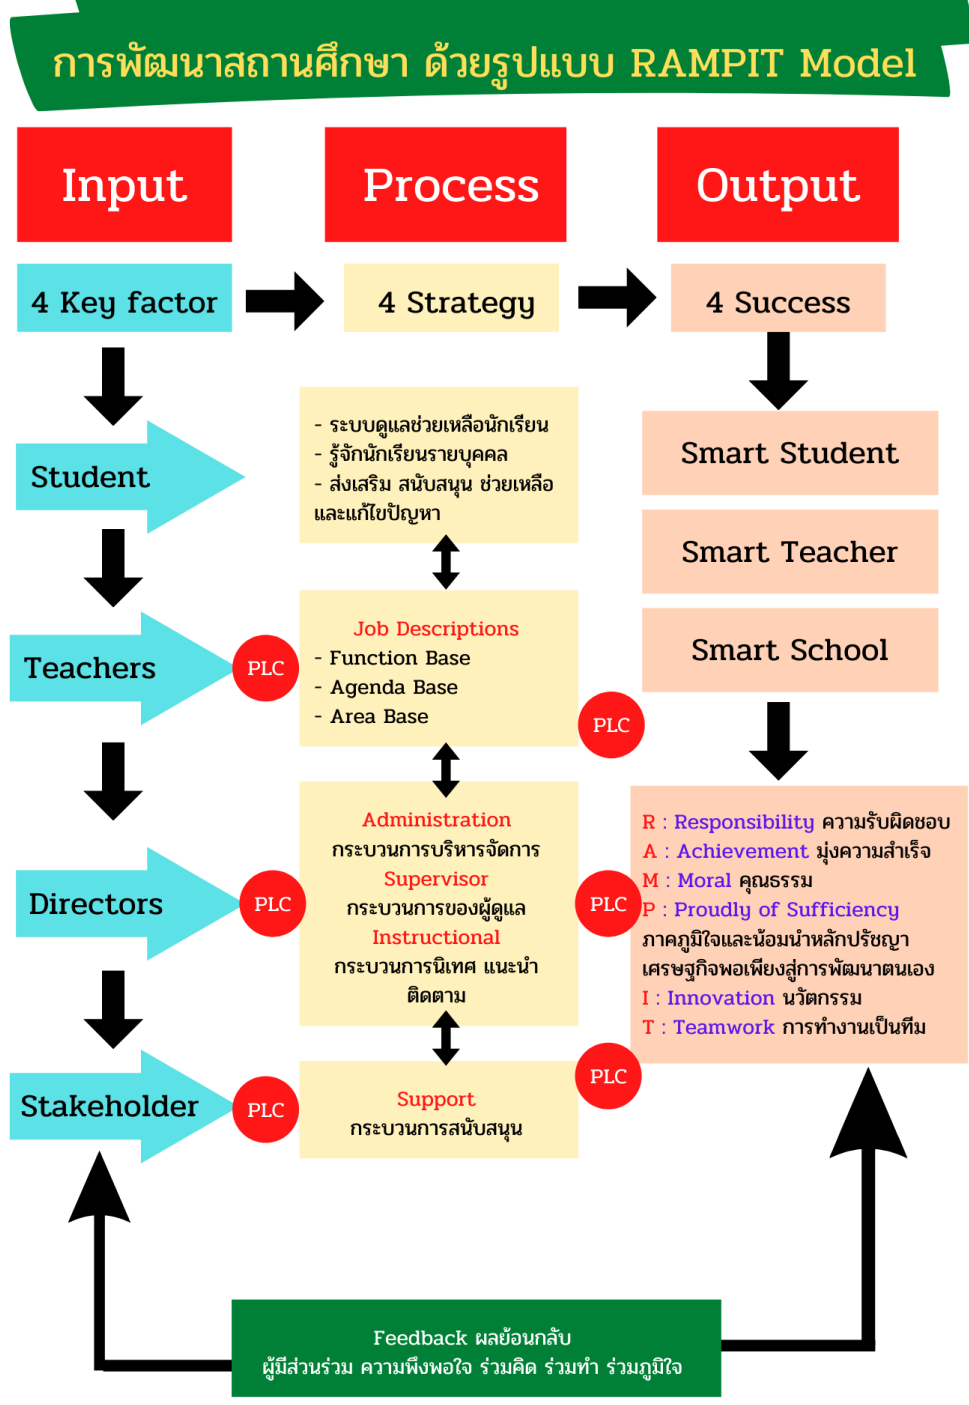 การพัฒนาสถานศึกษา ด้วยรูปแบบ RAMPIT Model
Input
Process
Output
4 Key factor
4 Strategy
4 Success
Student
- ระบบดูแลช่วยเหลือนักเรียน
- รู้จักนักเรียนรายบุคคล
- ส่งเสริม สนับสนุน ช่วยเหลือ
และแก้ไขปัญหา
Smart Student
Smart Teacher
Smart School
Teachers
PLC
Job Descriptions
- Function Base
- Agenda Base
- Area Base
PLC
Directors
PLC
Administration
กระบวนการบริหารจัดการ
Supervisor
กระบวนการของผู้ดูแล
Instructional
กระบวนการนิเทศ แนะนำ
ติดตาม
PLC
R : Responsibility ความรับผิดชอบ
A : Achievement มุ่งความสำเร็จ
M : Moral คุณธรรม
P : Proudly of Sufficiency
ภาคภูมิใจและน้อมนำหลักปรัชญา
เศรษฐกิจพอเพียงสู่การพัฒนาตนเอง
I : Innovation นวัตกรรม
T : Teamwork การทำงานเป็นทีม
Stakeholder
PLC
Support
กระบวนการสนับสนุน
PLC
Feedback ผลย้อนกลับ
ผู้มีส่วนร่วม ความพึงพอใจ ร่วมคิด ร่วมทำ ร่วมภูมิใจ